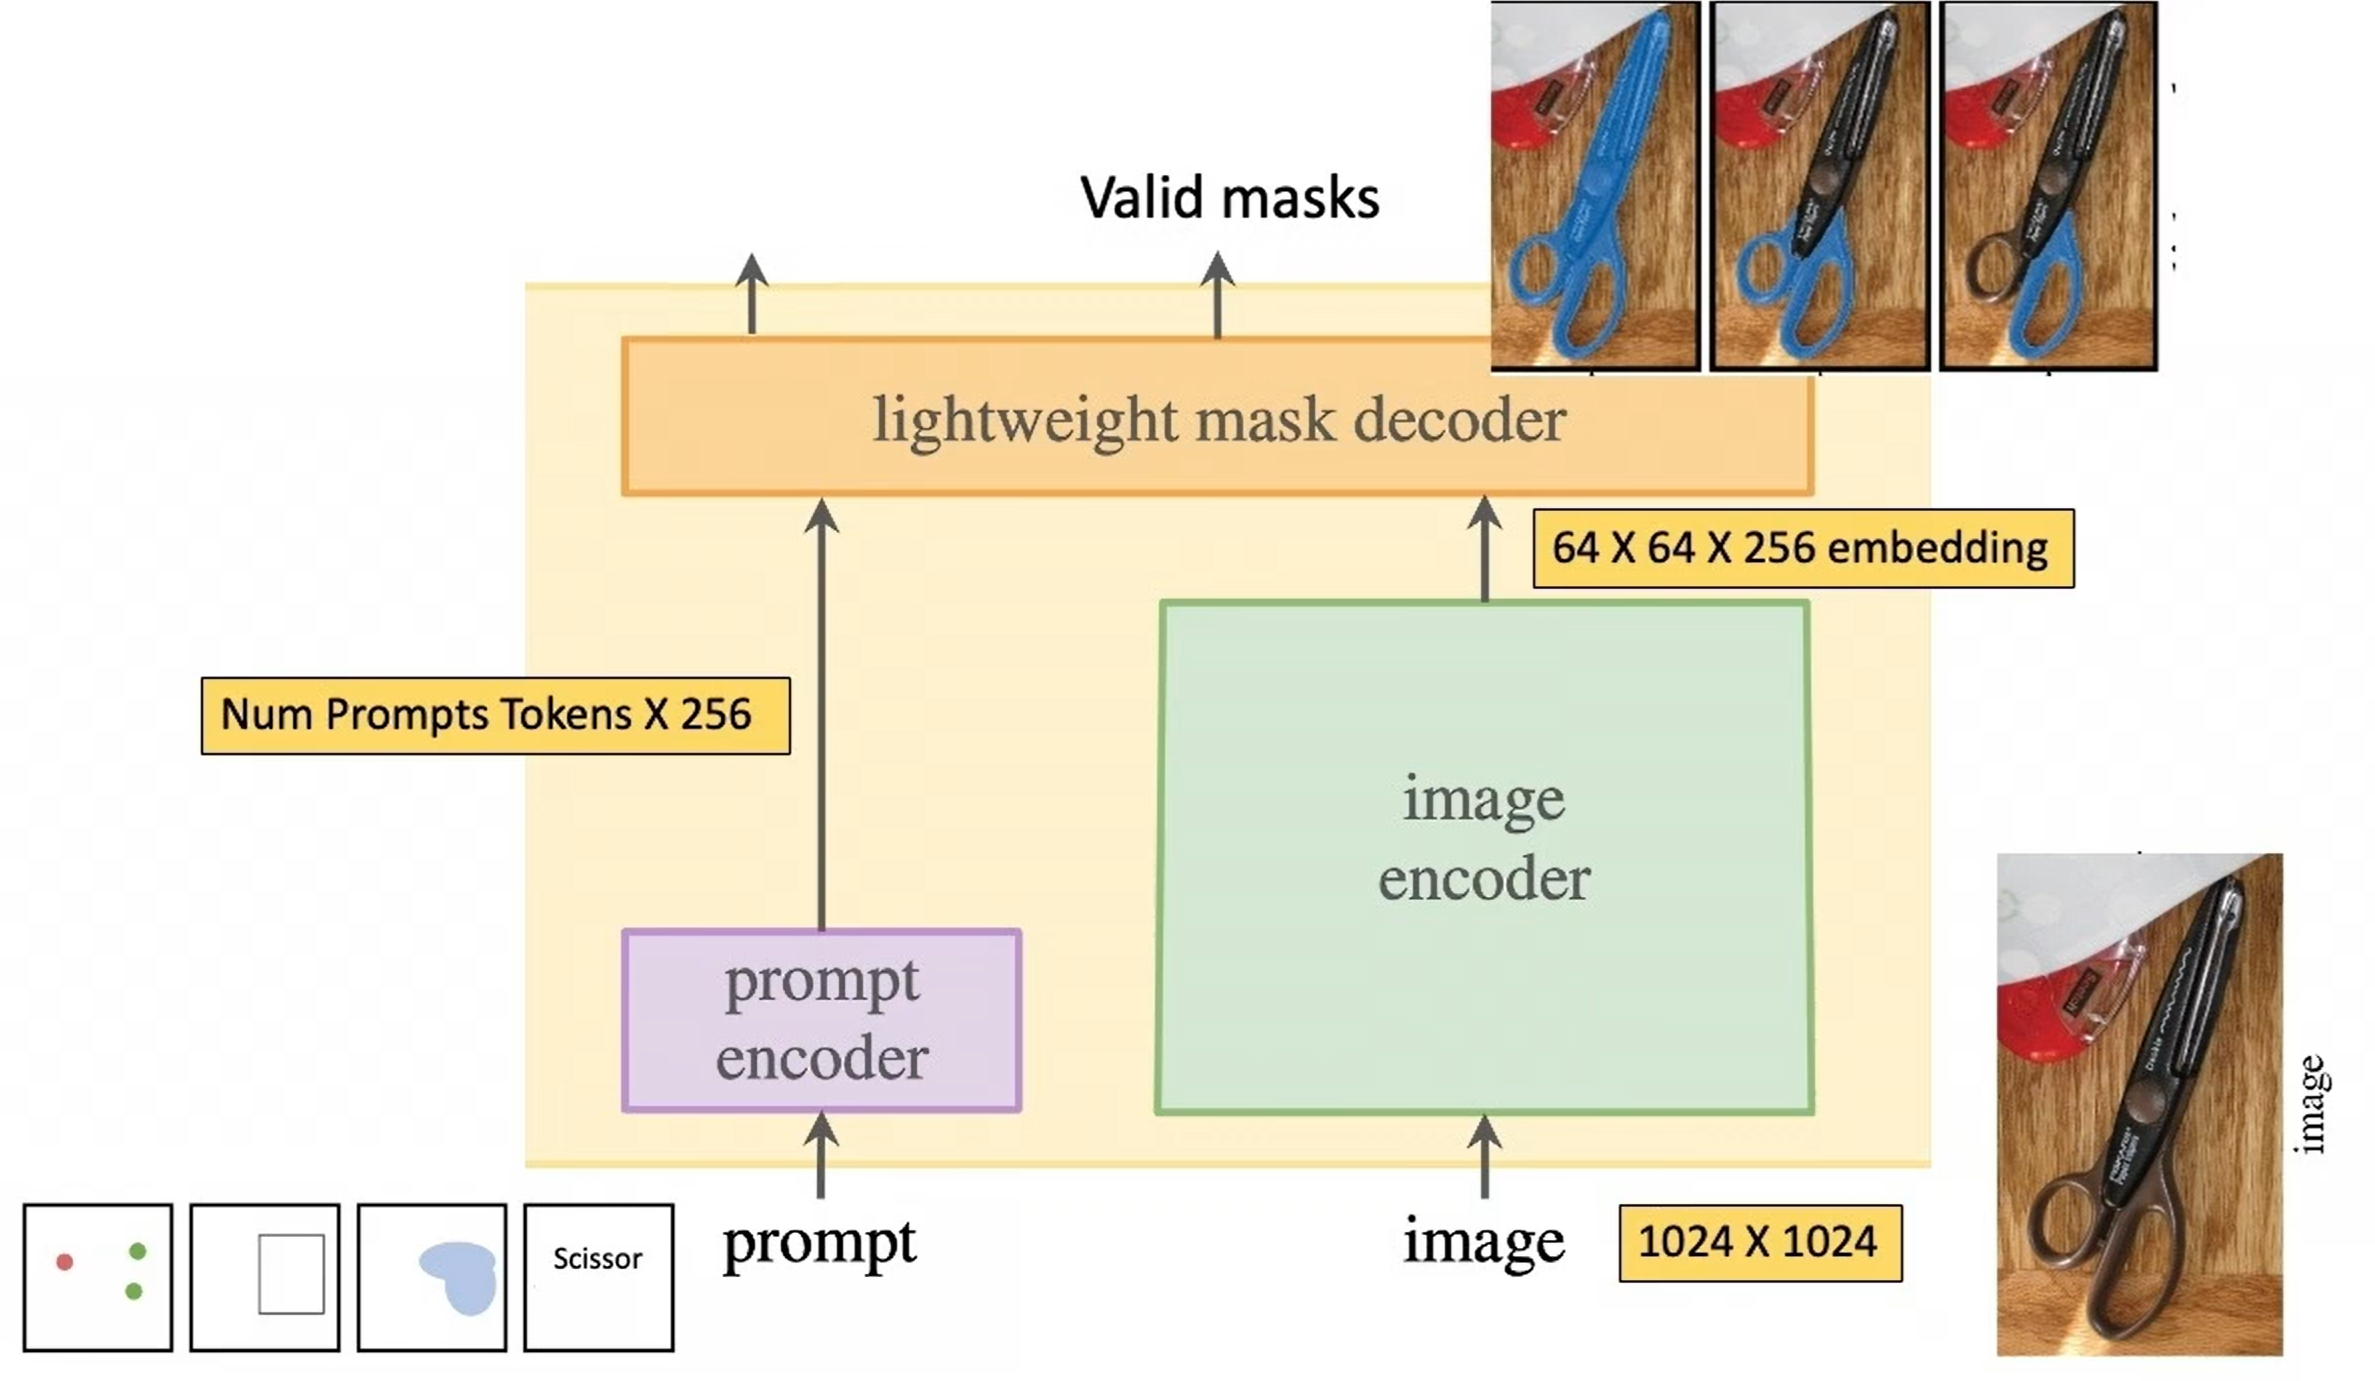 Valid masks
lightweight mask decoder
64 X 64 X 256 embedding
Num Prompts Tokens X 256
image
encoder
prompt
encoder
Scotch
image
Scissor
prompt
image
1024 X 1024